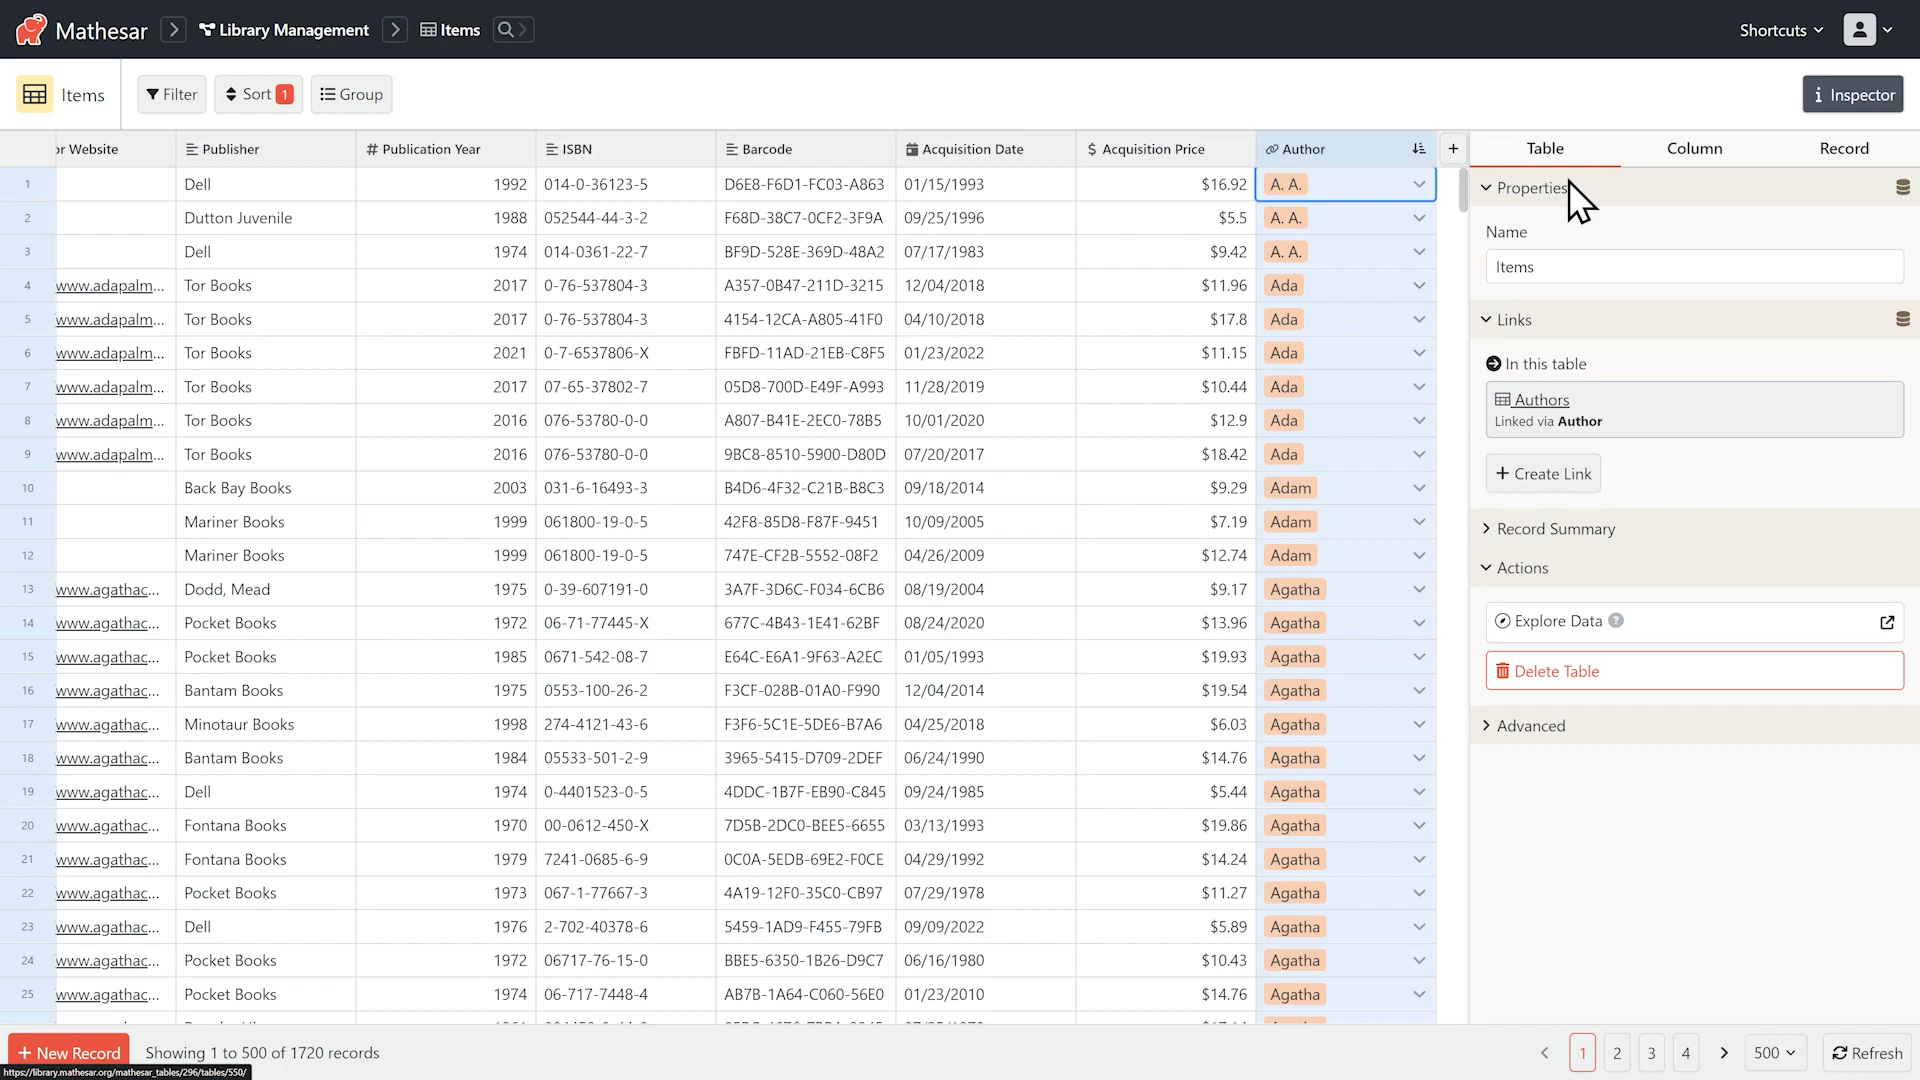 Mathesar Library Management Items Shortcuts
Items Filter Sort 1 Group Inspector
or Website Publisher # Publication Year ISBN Barcode Acquisition Date $ Acquisition Price Author + Table Column Record
1 Dell 1992 014-0-36123-5 D6E8-F6D1-FC03-A863 01/15/1993 $16.92 A. A.
2 Dutton Juvenile 1988 052544-44-3-2 F68D-38C7-0CF2-3F9A 09/25/1996 $5.5 A. A.
3 Dell 1974 014-0361-22-7 BF9D-528E-369D-48A2 07/17/1983 $9.42 A. A.
4 www.adapalm... Tor Books 2017 0-76-537804-3 A357-0B47-211D-3215 12/04/2018 $11.96 Ada
5 www.adapalm... Tor Books 2017 0-76-537804-3 4154-12CA-A805-41F0 04/10/2018 $17.8 Ada
6 www.adapalm... Tor Books 2021 0-7-6537806-X FBFD-11AD-21EB-C8F5 01/23/2022 $11.15 Ada
7 www.adapalm... Tor Books 2017 07-65-37802-7 05D8-700D-E49F-A993 11/28/2019 $10.44 Ada
8 www.adapalm... Tor Books 2016 076-53780-0-0 A807-B41E-2EC0-78B5 10/01/2020 $12.9 Ada
9 www.adapalm... Tor Books 2016 076-53780-0-0 9BC8-8510-5900-D80D 07/20/2017 $18.42 Ada
10 Back Bay Books 2003 031-6-16493-3 B4D6-4F32-C21B-B8C3 09/18/2014 $9.29 Adam
11 Mariner Books 1999 061800-19-0-5 42F8-85D8-F87F-9451 10/09/2005 $7.19 Adam
12 Mariner Books 1999 061800-19-0-5 747E-CF2B-5552-08F2 04/26/2009 $12.74 Adam
13 www.agathac... Dodd, Mead 1975 0-39-607191-0 3A7F-3D6C-F034-6CB6 08/19/2004 $9.17 Agatha
14 www.agathac... Pocket Books 1972 06-71-77445-X 677C-4B43-1E41-62BF 08/24/2020 $13.96 Agatha
15 www.agathac... Pocket Books 1985 0671-542-08-7 E64C-E6A1-9F63-A2EC 01/05/1993 $19.93 Agatha
16 www.agathac... Bantam Books 1975 0553-100-26-2 F3CF-028B-01A0-F990 12/04/2014 $19.54 Agatha
17 www.agathac... Minotaur Books 1998 274-4121-43-6 F3F6-5C1E-5DE6-B7A6 04/25/2018 $6.03 Agatha
18 www.agathac... Bantam Books 1984 05533-501-2-9 3965-5415-D709-2DEF 06/24/1990 $14.76 Agatha
19 www.agathac... Dell 1974 0-4401523-0-5 4DDC-1B7F-EB90-C845 09/24/1985 $5.44 Agatha
20 www.agathac... Fontana Books 1970 00-0612-450-X 7D5B-2DC0-BEE5-6655 03/13/1993 $19.86 Agatha
21 www.agathac... Fontana Books 1979 7241-0685-6-9 0C0A-5EDB-69E2-F0CE 04/29/1992 $14.24 Agatha
22 www.agathac... Pocket Books 1973 067-1-77667-3 4A19-12F0-35C0-CB97 07/29/1978 $11.27 Agatha
23 www.agathac... Dell 1976 2-702-40378-6 5459-1AD9-F455-79FB 09/09/2022 $5.89 Agatha
24 www.agathac... Pocket Books 1972 06717-76-15-0 BBE5-6350-1B26-D9C7 06/16/1980 $10.43 Agatha
25 www.agathac... Pocket Books 1974 06-717-7448-4 AB7B-1A64-C060-56E0 01/23/2010 $14.76 Agatha
Properties
Name
Items
Links
In this table
Authors
Linked via Author
+ Create Link
Record Summary
Actions
Explore Data ?
Delete Table
Advanced
+ New Record Showing 1 to 500 of 1720 records 1 2 3 4 500 Refresh
https://library.mathesar.org/mathesar_tables/296/tables/550/